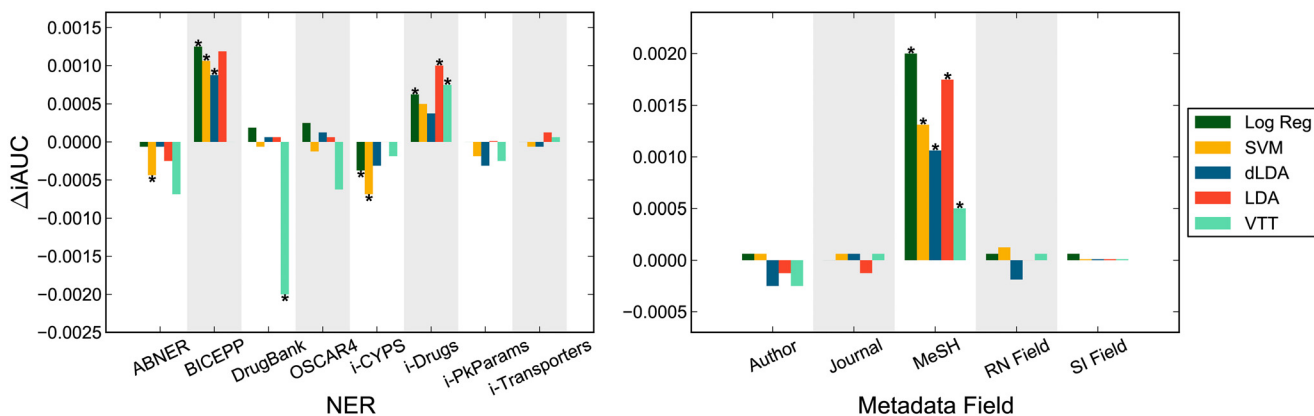 ΔiAUC
0.0015
0.0010
0.0005
0.0000
−0.0005
−0.0010
−0.0015
−0.0020
−0.0025
ABNER
BICEPP
DrugBank
OSCAR4
i-CYPS
i-Drugs
i-PkParams
i-Transporters
NER
0.0020
0.0015
0.0010
0.0005
0.0000
−0.0005
Author
Journal
MeSH
RN Field
SI Field
Metadata Field
Log Reg
SVM
dLDA
LDA
VTT